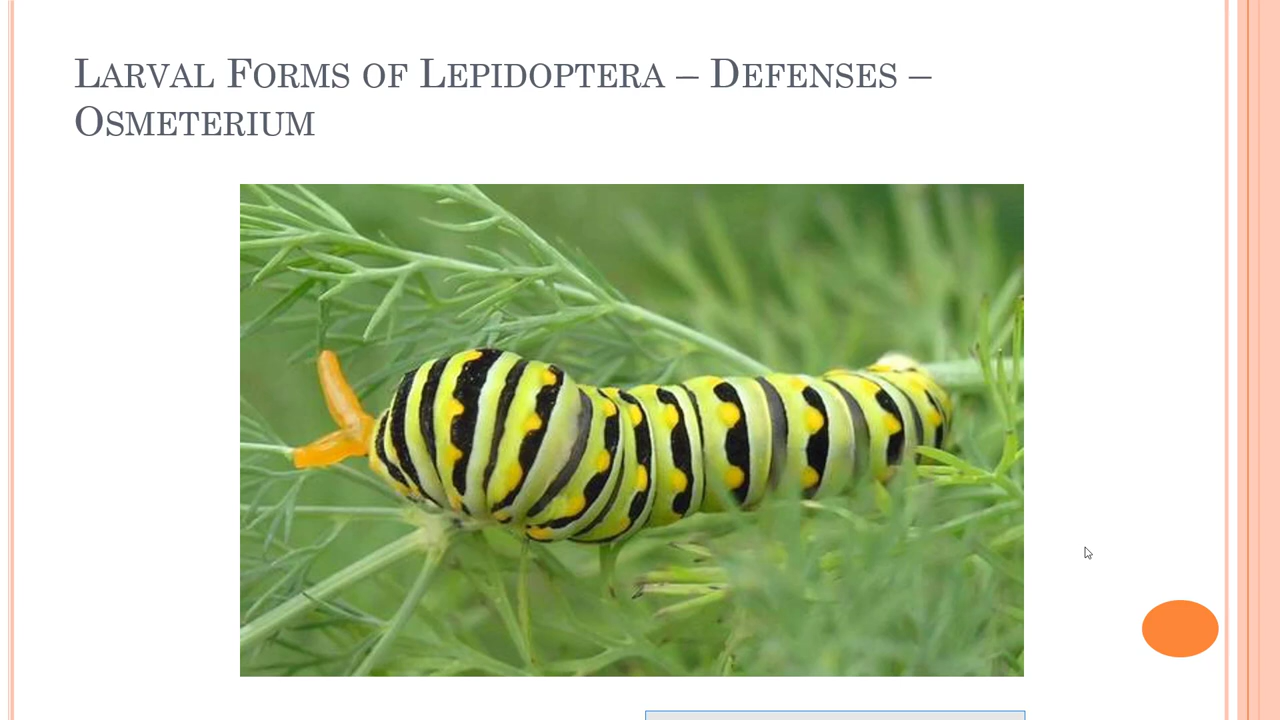 Larval Forms of Lepidoptera – Defenses –
Osmeterium